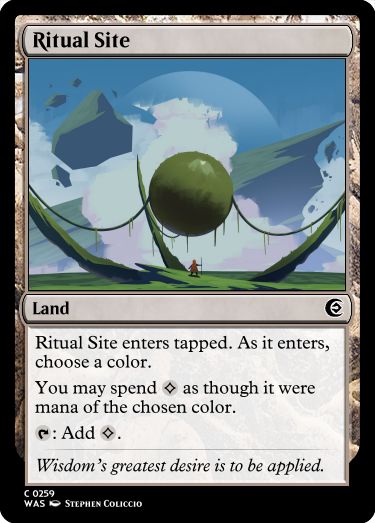 Ritual Site
Land
Ritual Site enters tapped. As it enters,
choose a color.
You may spend as though it were
mana of the chosen color.
: Add .
Wisdom's greatest desire is to be applied.
C 0259
WAS STEPHEN COLICCIO